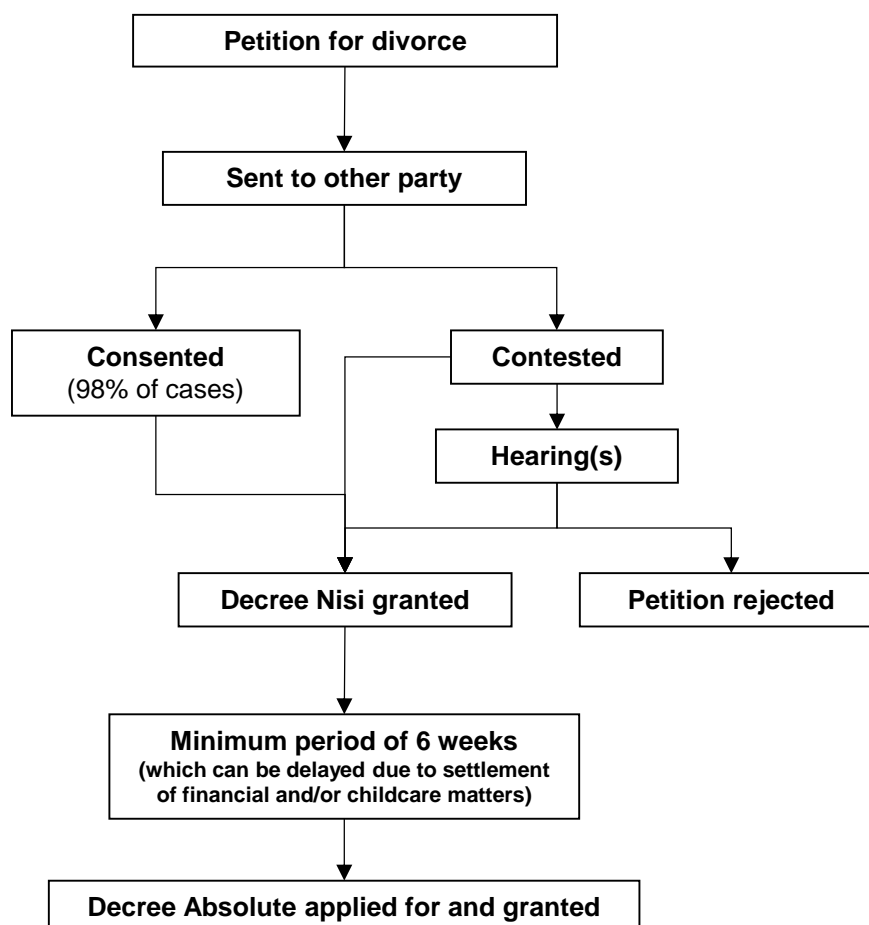 Petition for divorce
Sent to other party
Consented
(98% of cases)
Contested
Hearing(s)
Decree Nisi granted
Petition rejected
Minimum period of 6 weeks
(which can be delayed due to settlement
of financial and/or childcare matters)
Decree Absolute applied for and granted